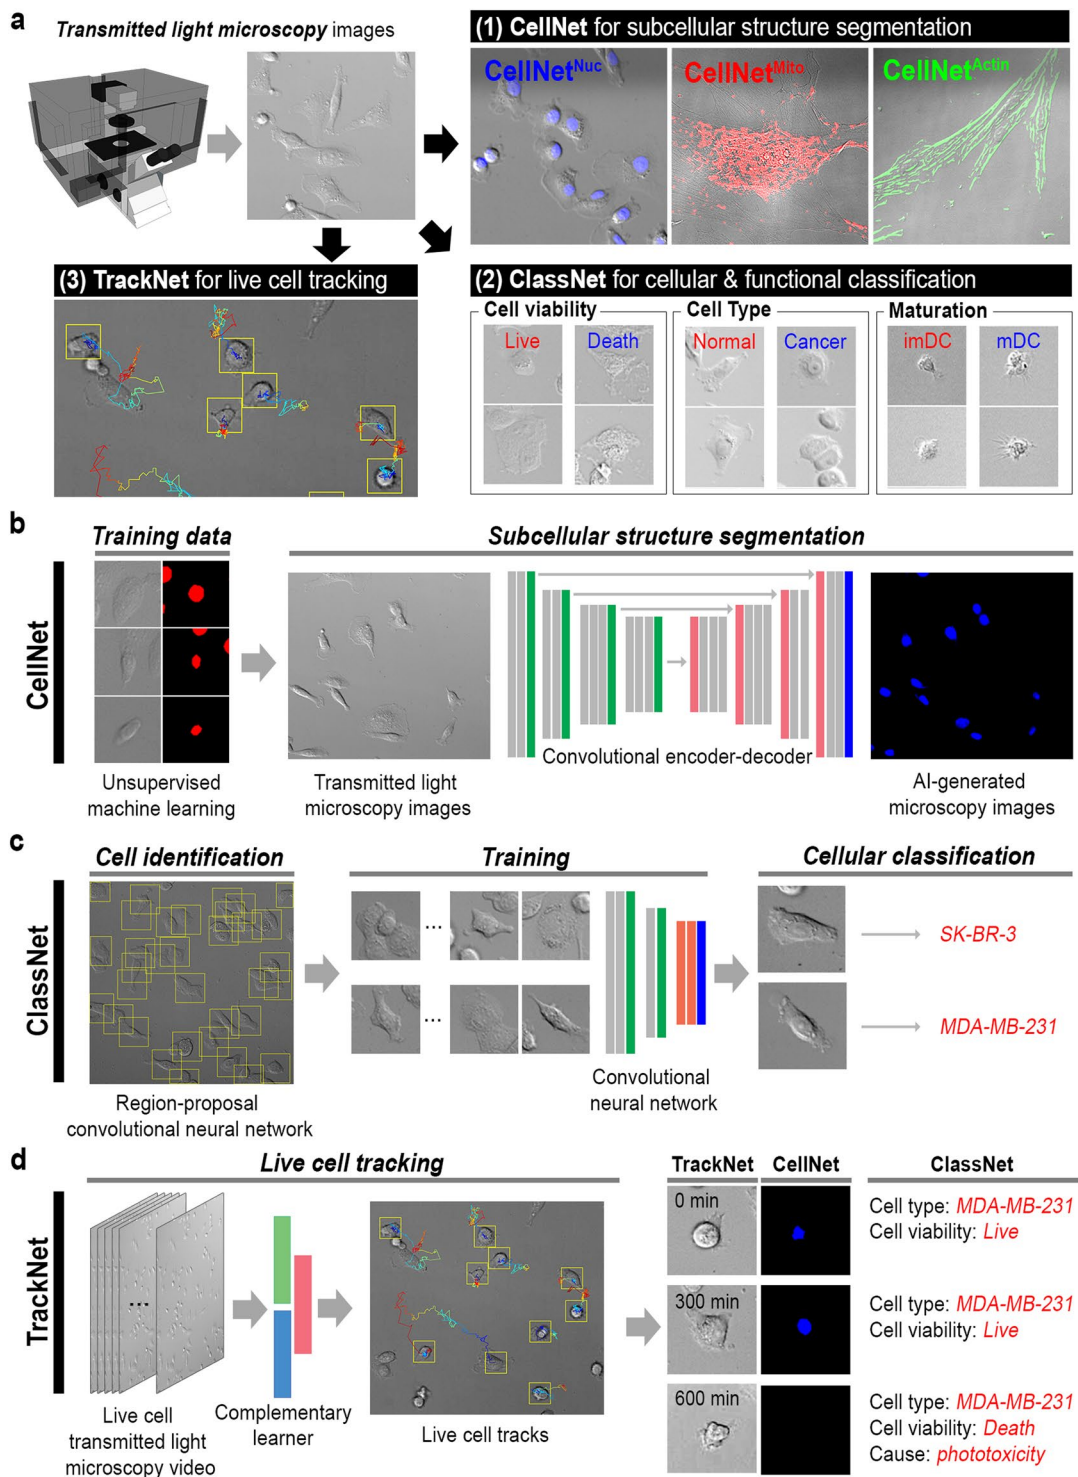 a
Transmitted light microscopy images
(1) CellNet for subcellular structure segmentation
CellNet^Nuc
CellNet^Mito
CellNet^Actin
(3) TrackNet for live cell tracking
(2) ClassNet for cellular & functional classification
Cell viability
Live
Death
Cell Type
Normal
Cancer
Maturation
imDC
mDC
b
CellNet
Training data
Subcellular structure segmentation
Unsupervised
machine learning
Transmitted light
microscopy images
Convolutional encoder-decoder
AI-generated
microscopy images
c
ClassNet
Cell identification
Training
Cellular classification
...
...
SK-BR-3
MDA-MB-231
Region-proposal
convolutional neural network
Convolutional
neural network
d
TrackNet
Live cell tracking
TrackNet
CellNet
ClassNet
...
0 min
Cell type: MDA-MB-231
Cell viability: Live
300 min
Cell type: MDA-MB-231
Cell viability: Live
600 min
Cell type: MDA-MB-231
Cell viability: Death
Cause: phototoxicity
Live cell
transmitted light
microscopy video
Complementary
learner
Live cell tracks